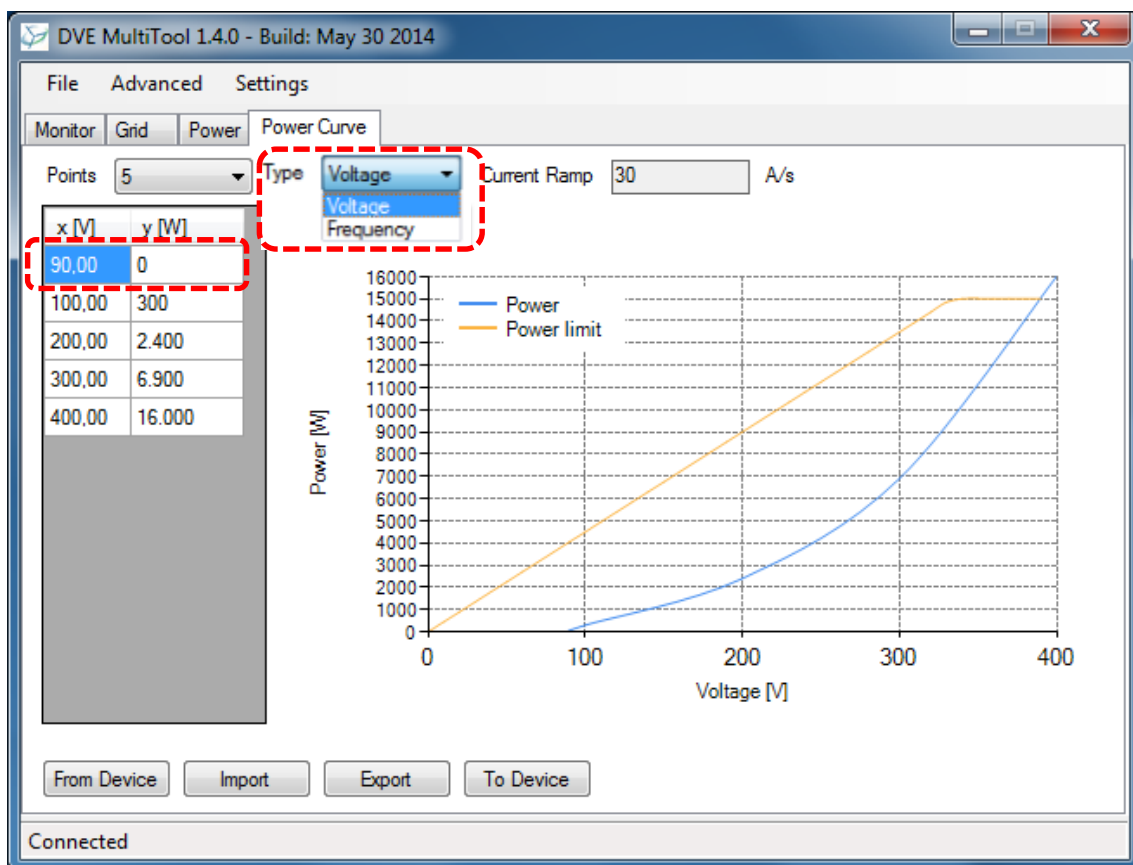 DVE MultiTool 1.4.0 - Build: May 30 2014
File Advanced Settings
Monitor Grid Power Power Curve
Points 5 Type Voltage Current Ramp 30 A/s
Voltage
Frequency
x [V] y [W]
90,00 0
100,00 300
200,00 2.400
300,00 6.900
400,00 16.000
Power [W]
16000
15000
14000
13000
12000
11000
10000
9000
8000
7000
6000
5000
4000
3000
2000
1000
0
Power
Power limit
0 100 200 300 400
Voltage [V]
From Device Import Export To Device
Connected